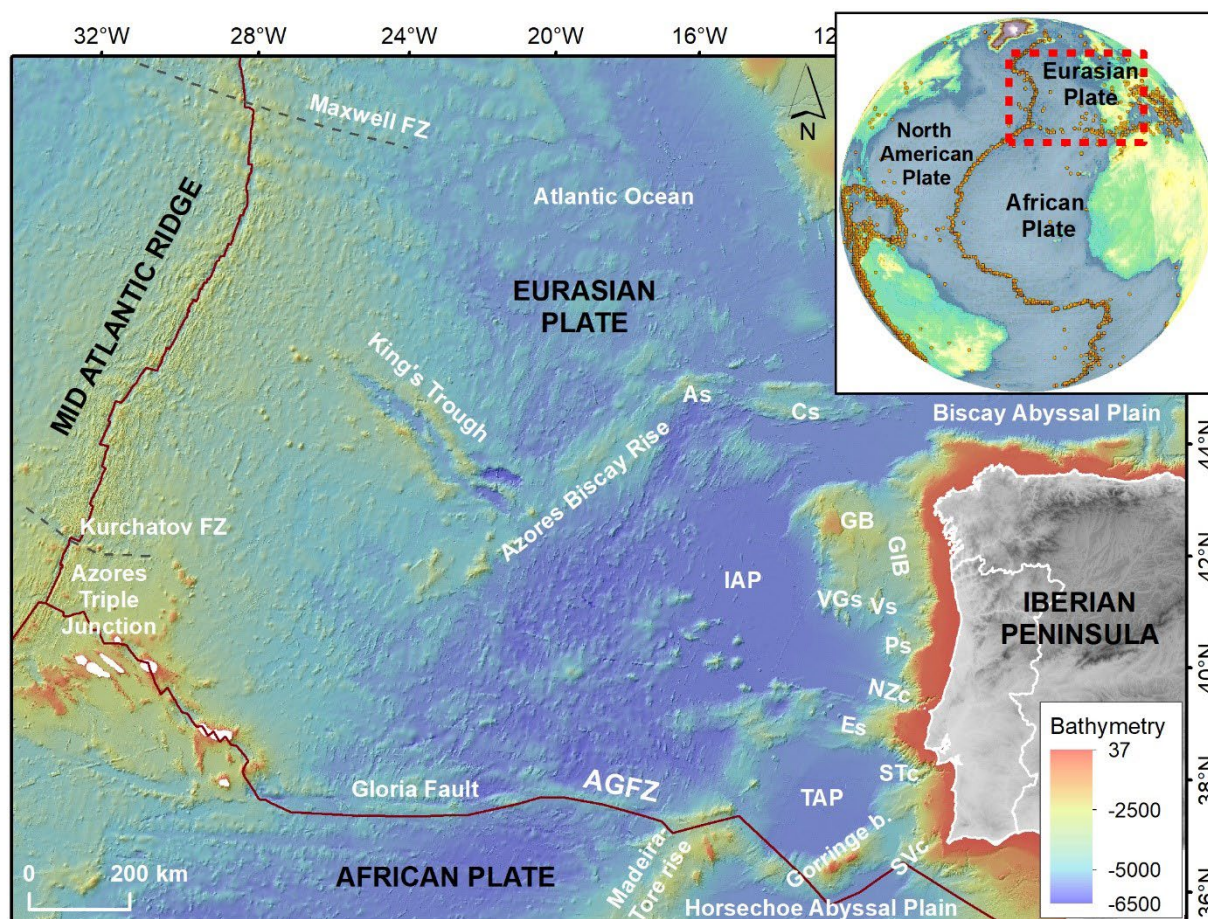 32°W
28°W
24°W
20°W
16°W
12
N
Maxwell FZ
Atlantic Ocean
MID ATLANTIC RIDGE
EURASIAN
PLATE
King's Trough
As
Cs
Biscay Abyssal Plain
Azores Biscay Rise
44°N
Kurchatov FZ
GB
GIB
42°N
Azores
Triple
Junction
IAP
VGs
Vs
IBERIAN
PENINSULA
Ps
40°N
NZc
Es
Gloria Fault
AGFZ
STc
TAP
38°N
Madeira-
Tore rise
Gorringe b.
SVc
AFRICAN PLATE
Horsechoe Abyssal Plain
36°N
0
200 km
Eurasian
Plate
North
American
Plate
African
Plate
Bathymetry
37
-2500
-5000
-6500